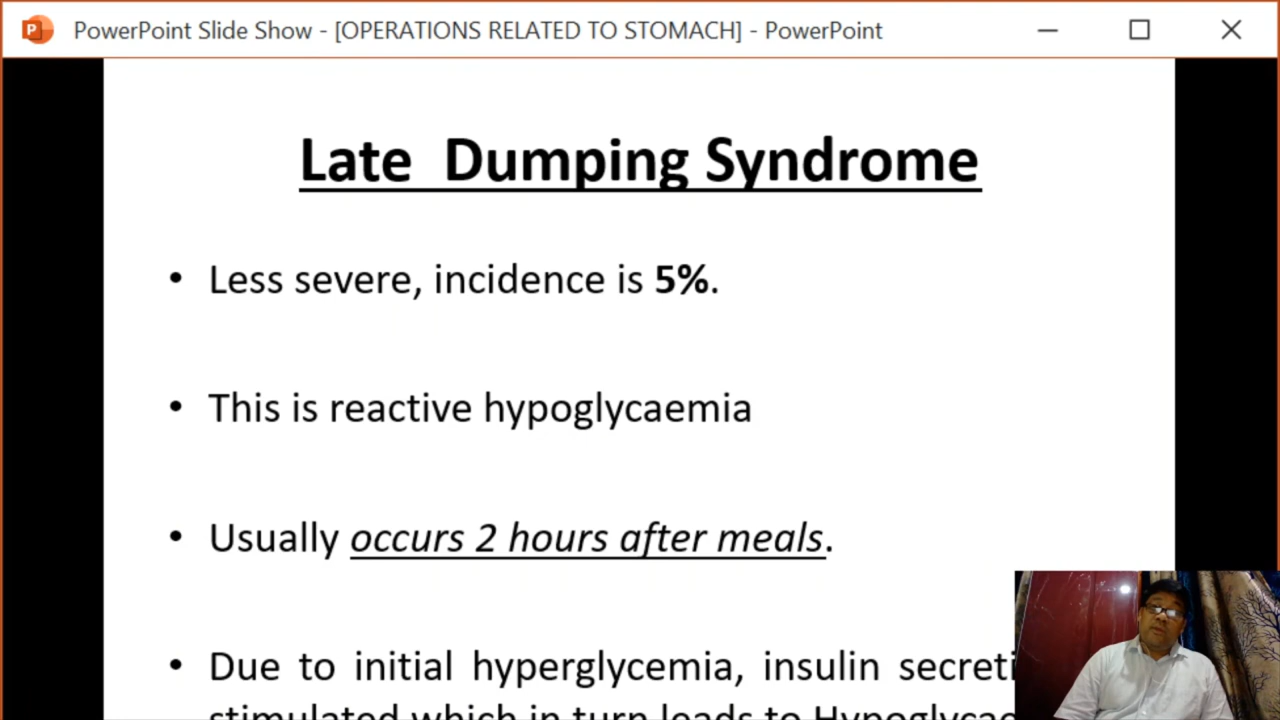 PowerPoint Slide Show - [OPERATIONS RELATED TO STOMACH] - PowerPoint
Late Dumping Syndrome
• Less severe, incidence is 5%.
• This is reactive hypoglycaemia
• Usually occurs 2 hours after meals.
• Due to initial hyperglycemia, insulin secreti
stimulated which in turn leads to Hypoglycae